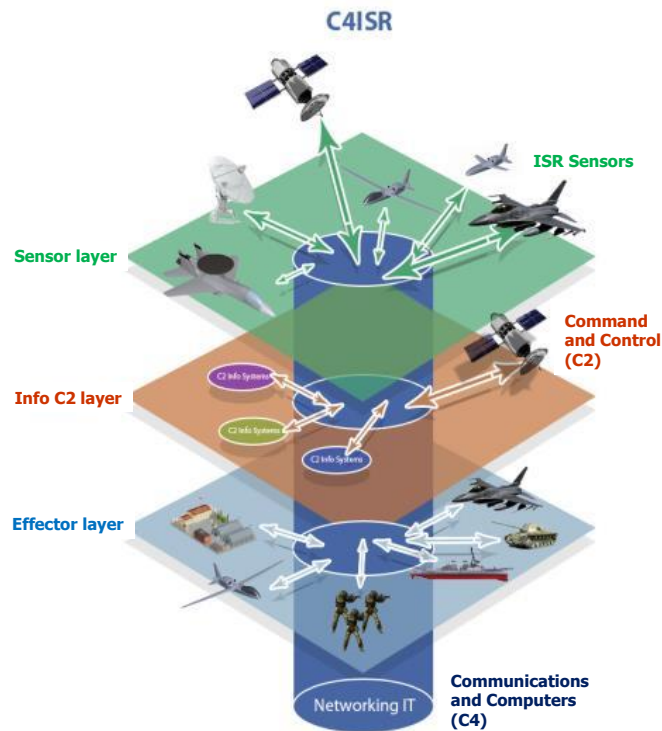 C4ISR
ISR Sensors
Sensor layer
Command
and Control
(C2)
C2 Info Systems
Info C2 layer
C2 Info Systems
C2 Info Systems
Effector layer
Communications
and Computers
(C4)
Networking IT